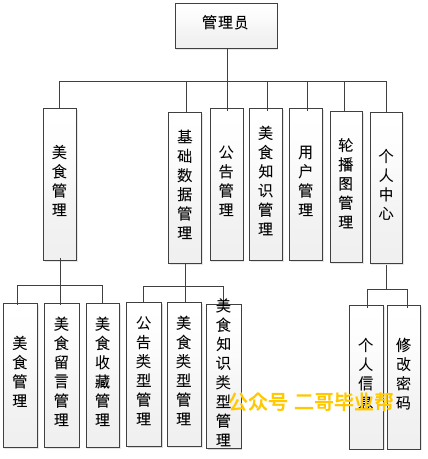 管理员
美食管理
基础数据管理
公告管理
美食知识管理
用户管理
轮播图管理
个人中心
美食管理
美食留言管理
美食收藏管理
公告类型管理
美食类型管理
美食知识类型管理
个人信息
修改密码
公众号 二哥毕业帮